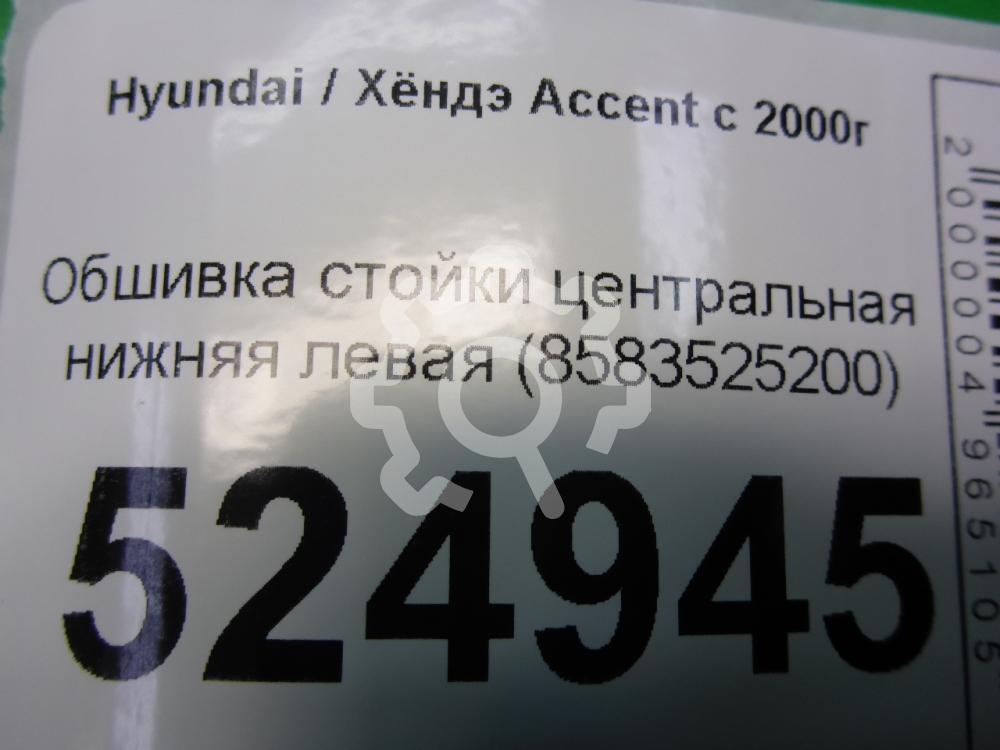 Hyundai / Хёндэ Accent с 2000г
Обшивка стойки центральная
нижняя левая (8583525200)
524945
2000004965105